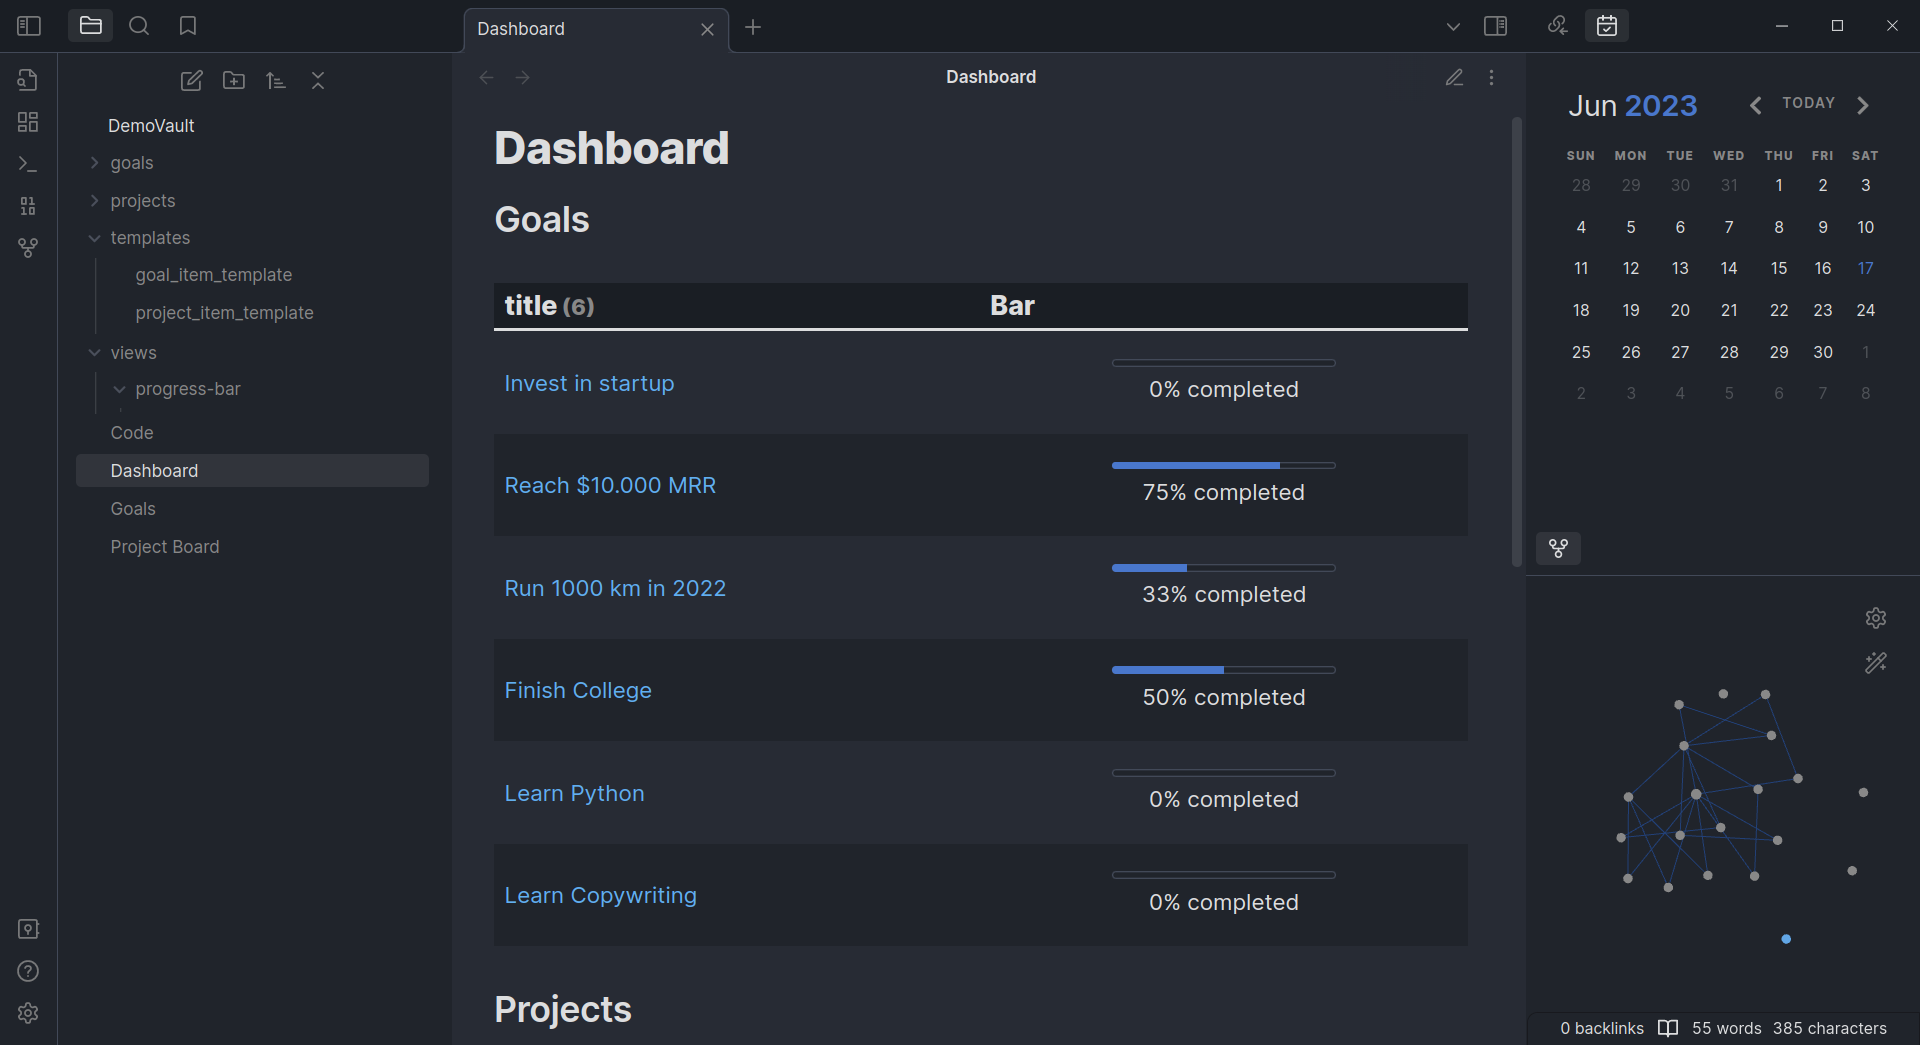 Dashboard
DemoVault
goals
projects
templates
goal_item_template
project_item_template
views
progress-bar
Code
Dashboard
Goals
Project Board
Dashboard
Dashboard
Goals
title (6) Bar
Invest in startup 0% completed
Reach $10.000 MRR 75% completed
Run 1000 km in 2022 33% completed
Finish College 50% completed
Learn Python 0% completed
Learn Copywriting 0% completed
Projects
Jun 2023 TODAY
SUN MON TUE WED THU FRI SAT
28 29 30 31 1 2 3
4 5 6 7 8 9 10
11 12 13 14 15 16 17
18 19 20 21 22 23 24
25 26 27 28 29 30 1
2 3 4 5 6 7 8
0 backlinks 55 words 385 characters